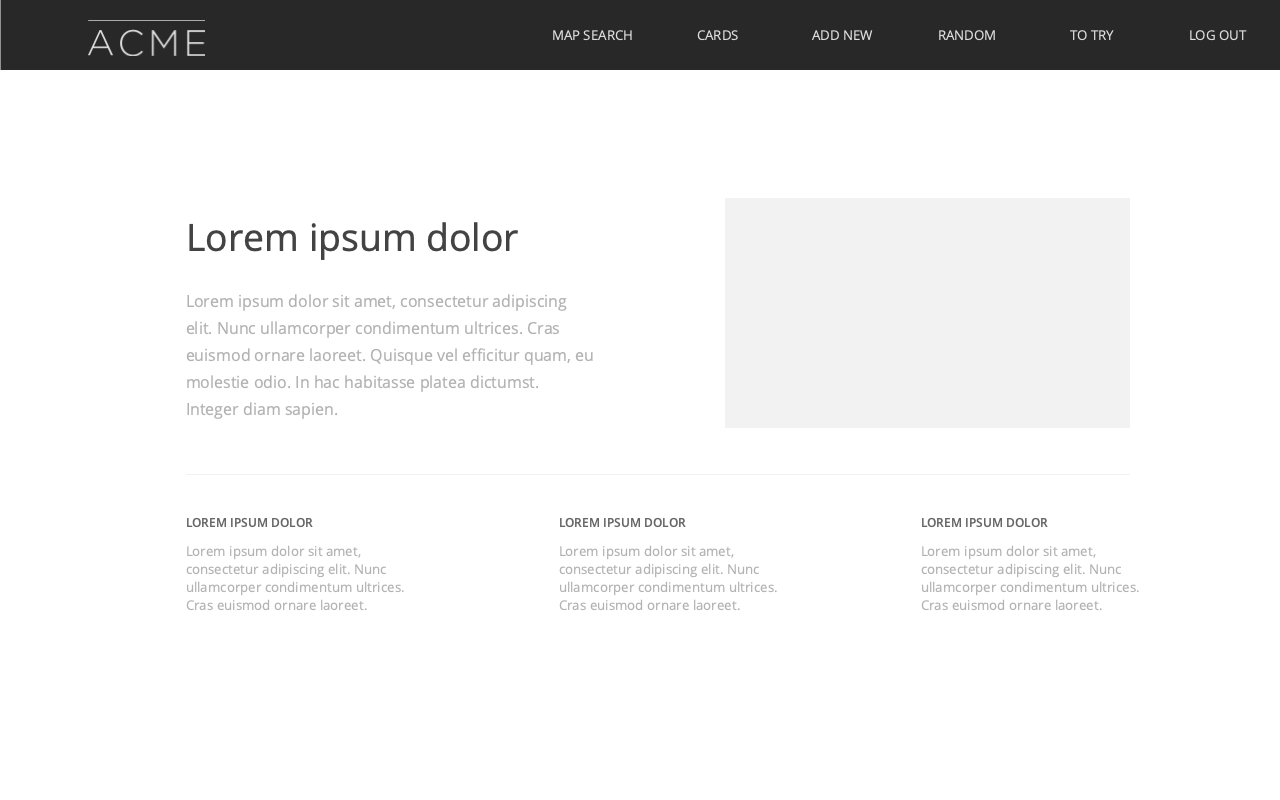 ACME
MAP SEARCH
CARDS
ADD NEW
RANDOM
TO TRY
LOG OUT
Lorem ipsum dolor
Lorem ipsum dolor sit amet, consectetur adipiscing
elit. Nunc ullamcorper condimentum ultrices. Cras
euismod ornare laoreet. Quisque vel efficitur quam, eu
molestie odio. In hac habitasse platea dictumst.
Integer diam sapien.
LOREM IPSUM DOLOR
Lorem ipsum dolor sit amet,
consectetur adipiscing elit. Nunc
ullamcorper condimentum ultrices.
Cras euismod ornare laoreet.
LOREM IPSUM DOLOR
Lorem ipsum dolor sit amet,
consectetur adipiscing elit. Nunc
ullamcorper condimentum ultrices.
Cras euismod ornare laoreet.
LOREM IPSUM DOLOR
Lorem ipsum dolor sit amet,
consectetur adipiscing elit. Nunc
ullamcorper condimentum ultrices.
Cras euismod ornare laoreet.